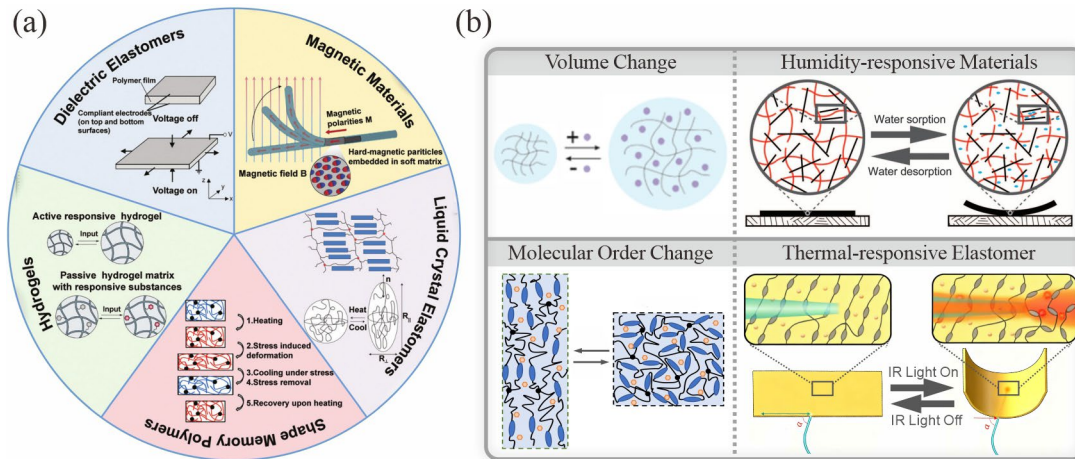 (a)
Dielectric Elastomers
Polymer film
Compliant electrodes
(on top and bottom
surfaces)
Voltage off
V
Voltage on
z
y
x
Magnetic Materials
Magnetic
polarities M
Hard-magnetic pariticles
embedded in soft matrix
Magnetic field B
Liquid Crystal Elastomers
n
Heat
Cool
R∥
R⊥
Shape Memory Polymers
1.Heating
2.Stress induced
deformation
3.Cooling under stress
4.Stress removal
5.Recovery upon heating
Hydrogels
Active responsive hydrogel
Input
Passive hydrogel matrix
with responsive substances
Input
(b)
Volume Change
+
-
Humidity-responsive Materials
Water sorption
Water desorption
Molecular Order Change
Thermal-responsive Elastomer
IR Light On
IR Light Off